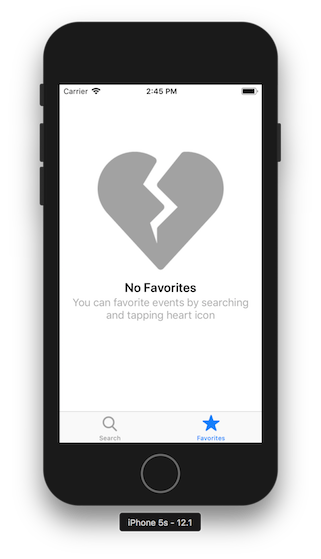 Carrier 2:45 PM
No Favorites
You can favorite events by searching
and tapping heart icon
Search Favorites
iPhone 5s - 12.1